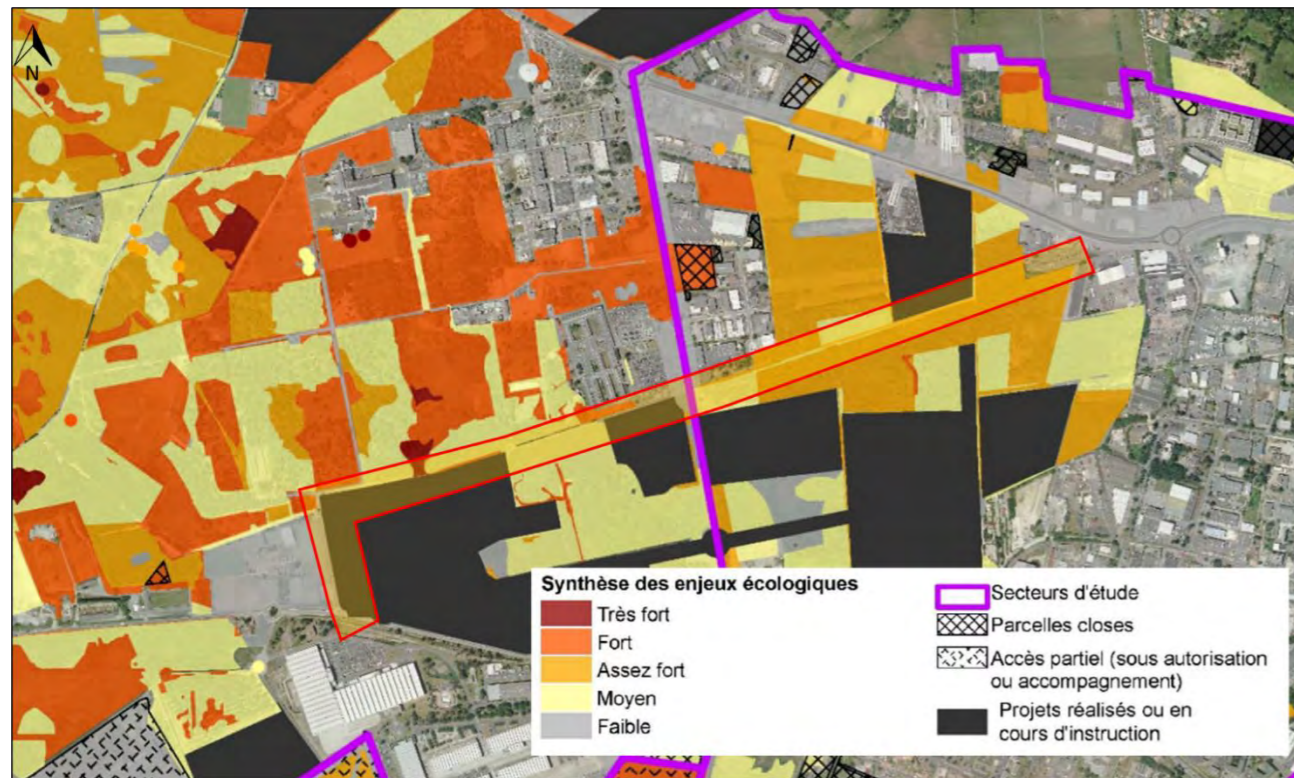 N
Synthèse des enjeux écologiques
Très fort
Fort
Assez fort
Moyen
Faible
Secteurs d'étude
Parcelles closes
Accès partiel (sous autorisation
ou accompagnement)
Projets réalisés ou en
cours d'instruction